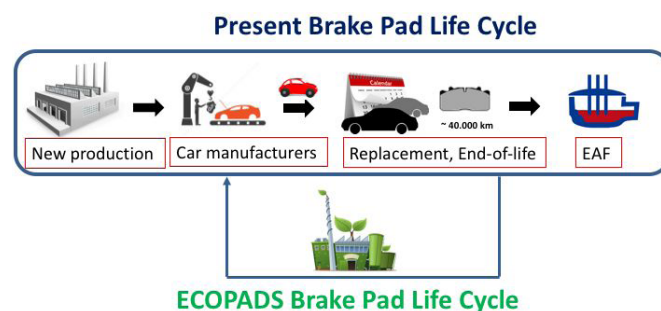 Present Brake Pad Life Cycle
Calendar
~ 40.000 km
New production
Car manufacturers
Replacement, End-of-life
EAF
ECOPADS Brake Pad Life Cycle